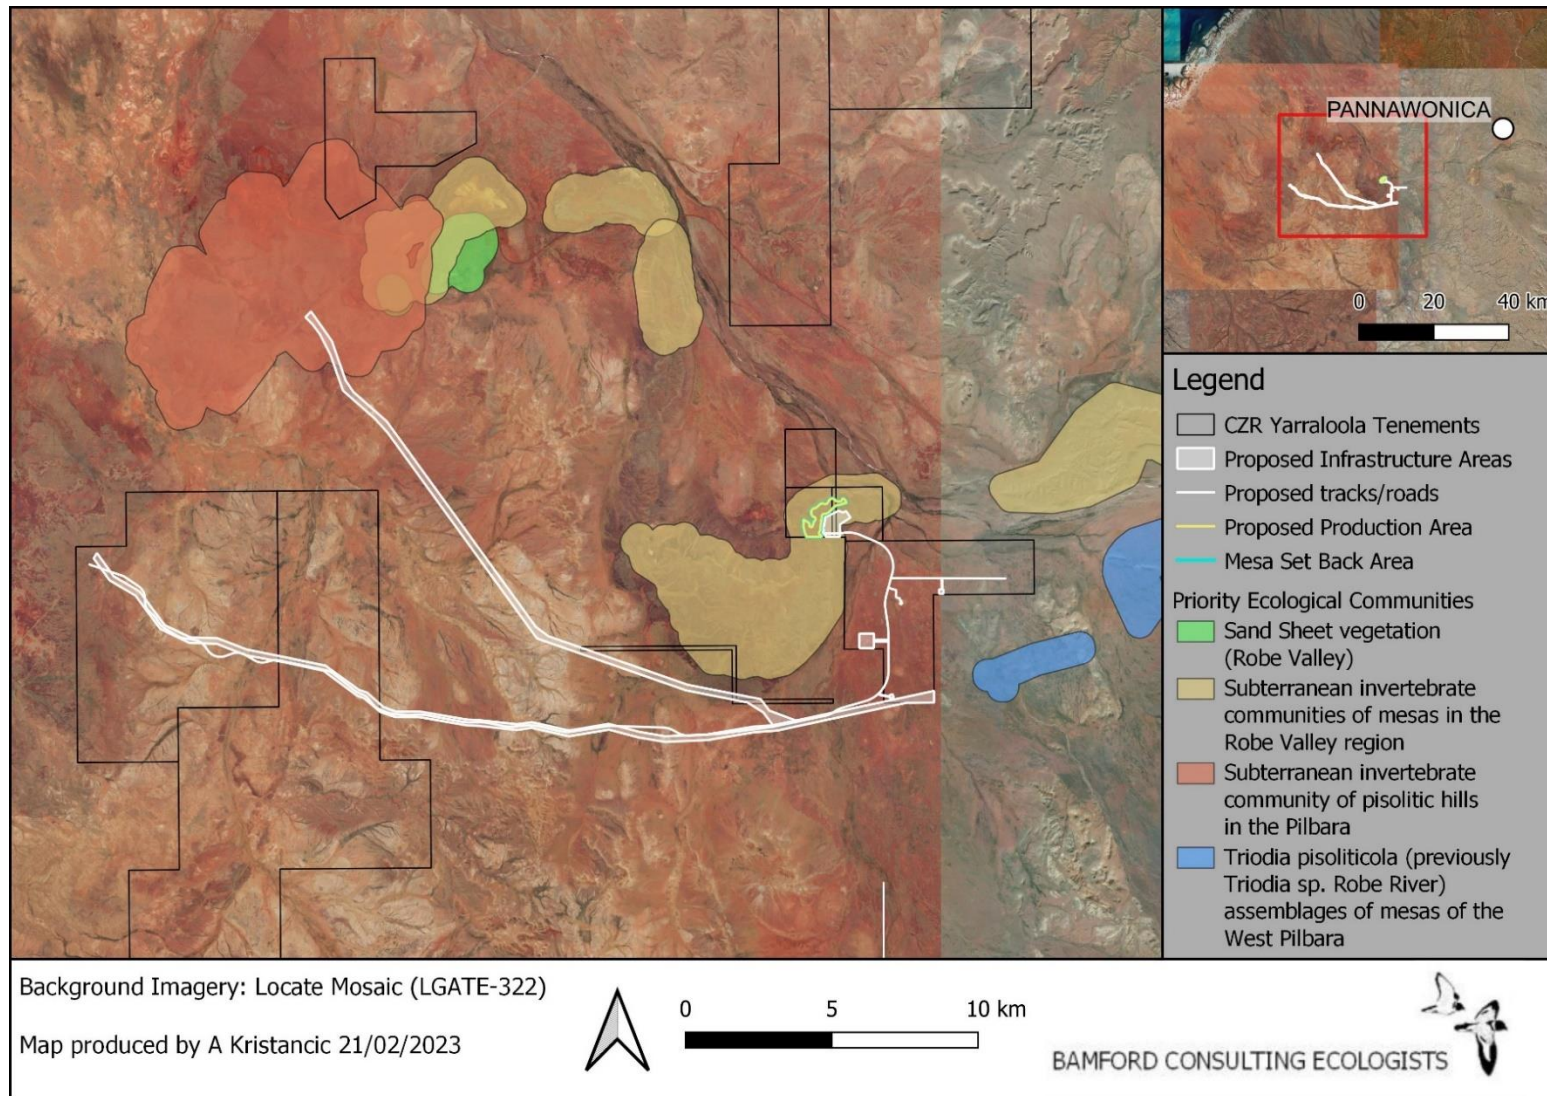 PANNAWONICA
0 20 40 km
Legend
CZR Yarraloola Tenements
Proposed Infrastructure Areas
Proposed tracks/roads
Proposed Production Area
Mesa Set Back Area
Priority Ecological Communities
Sand Sheet vegetation
(Robe Valley)
Subterranean invertebrate
communities of mesas in the
Robe Valley region
Subterranean invertebrate
community of pisolitic hills
in the Pilbara
Triodia pisoliticola (previously
Triodia sp. Robe River)
assemblages of mesas of the
West Pilbara
Background Imagery: Locate Mosaic (LGATE-322)
Map produced by A Kristancic 21/02/2023
0 5 10 km
BAMFORD CONSULTING ECOLOGISTS